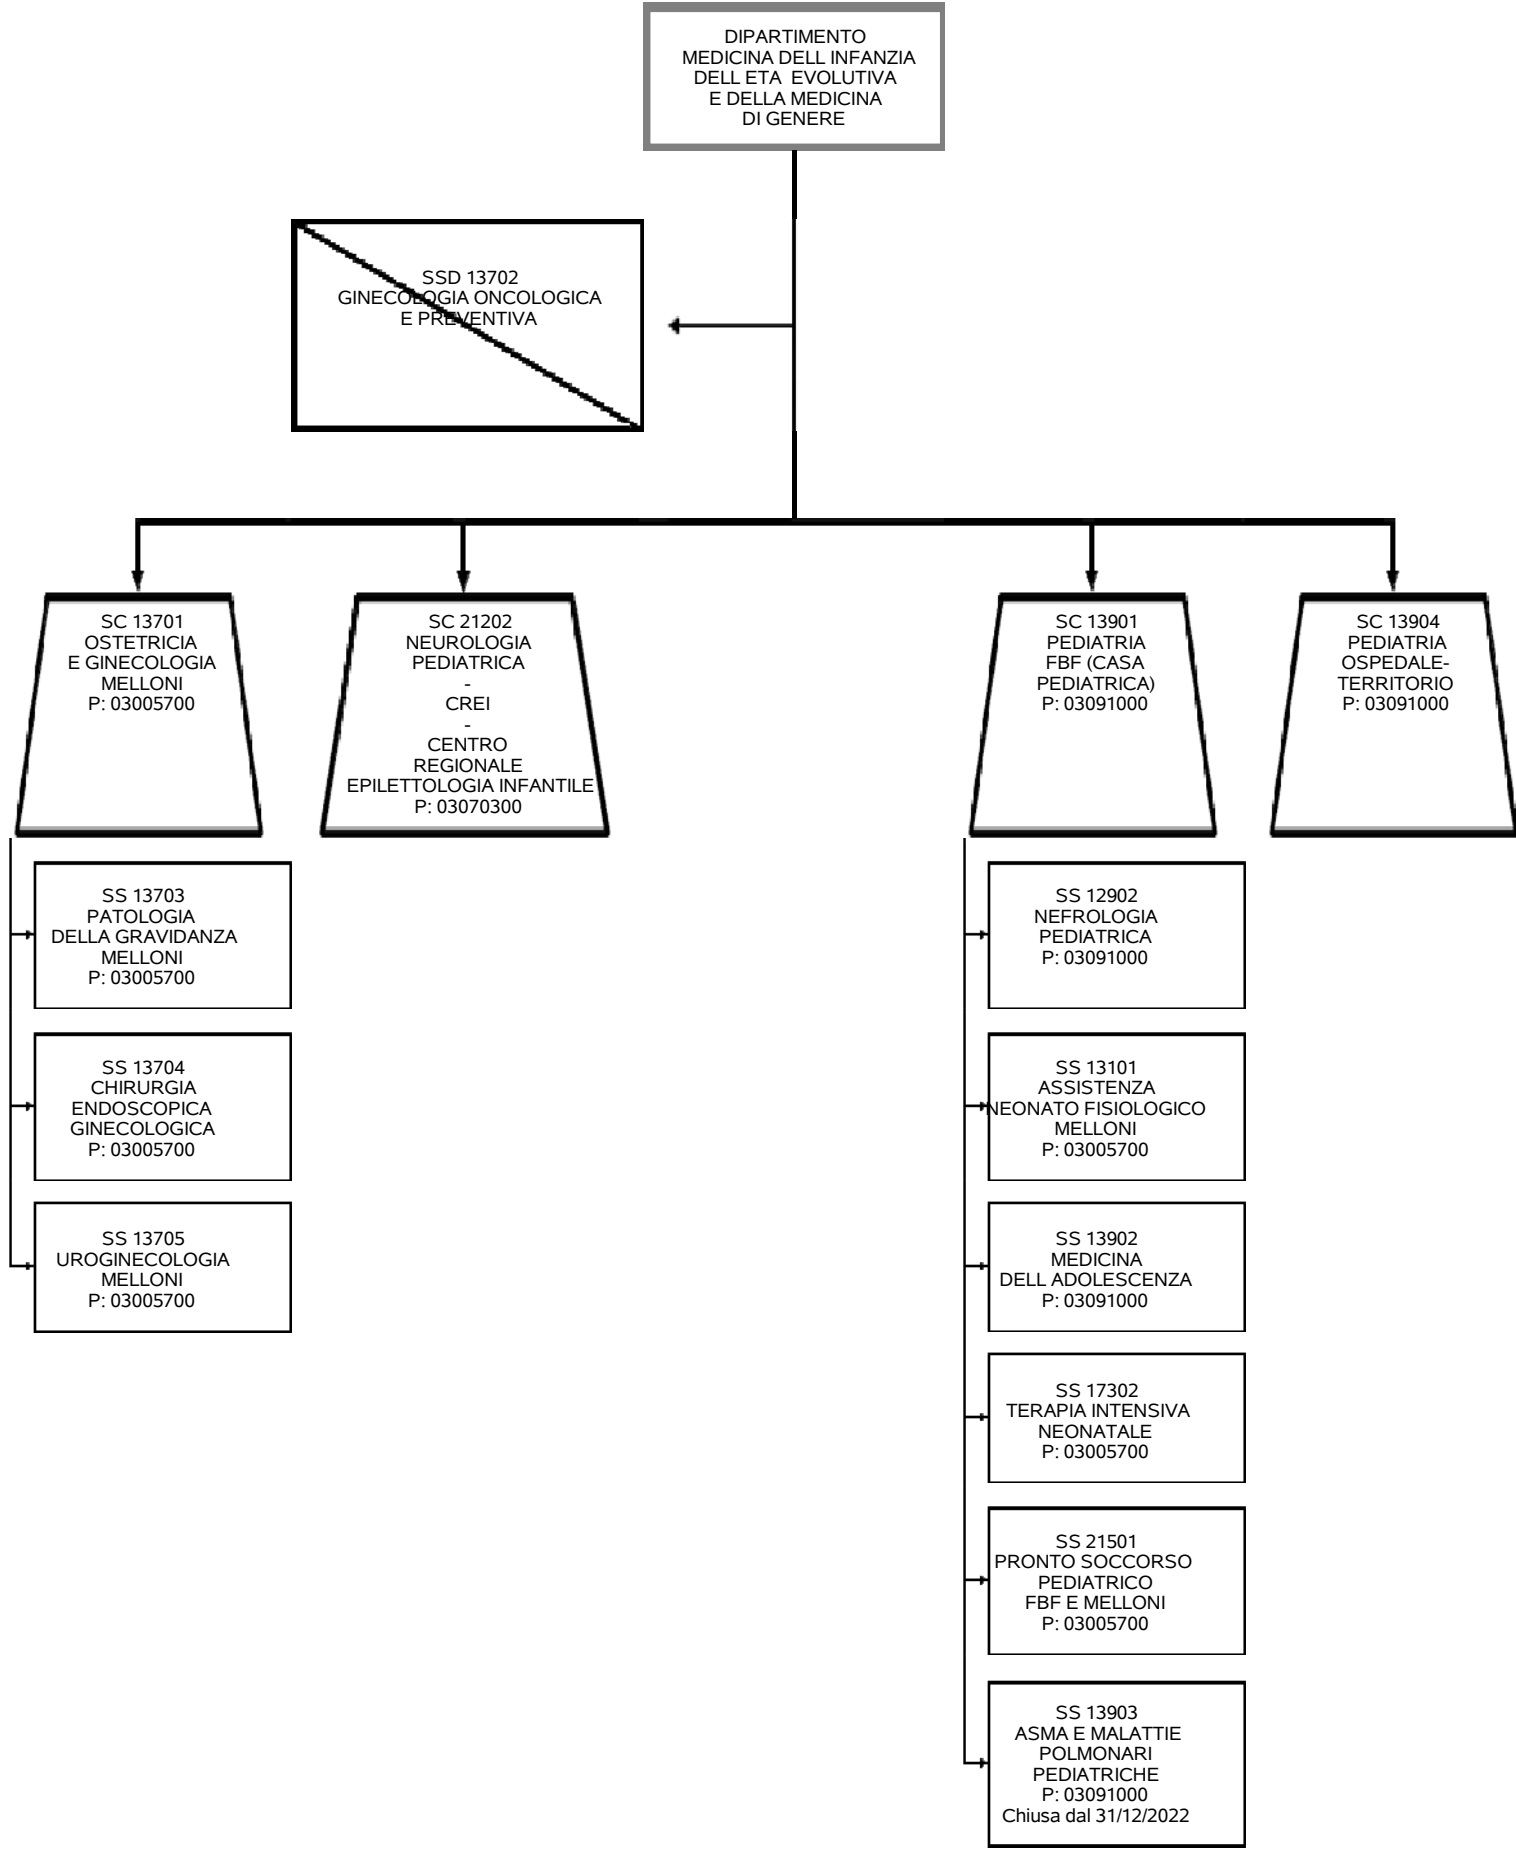 DIPARTIMENTO
MEDICINA DELL INFANZIA
DELL ETA EVOLUTIVA
E DELLA MEDICINA
DI GENERE
SSD 13702
GINECOLOGIA ONCOLOGICA
E PREVENTIVA
SC 13701
OSTETRICIA
E GINECOLOGIA
MELLONI
P: 03005700
SC 21202
NEUROLOGIA
PEDIATRICA
-
CREI
-
CENTRO
REGIONALE
EPILETTOLOGIA INFANTILE
P: 03070300
SC 13901
PEDIATRIA
FBF (CASA
PEDIATRICA)
P: 03091000
SC 13904
PEDIATRIA
OSPEDALE-
TERRITORIO
P: 03091000
SS 13703
PATOLOGIA
DELLA GRAVIDANZA
MELLONI
P: 03005700
SS 13704
CHIRURGIA
ENDOSCOPICA
GINECOLOGICA
P: 03005700
SS 13705
UROGINECOLOGIA
MELLONI
P: 03005700
SS 12902
NEFROLOGIA
PEDIATRICA
P: 03091000
SS 13101
ASSISTENZA
NEONATO FISIOLOGICO
MELLONI
P: 03005700
SS 13902
MEDICINA
DELL ADOLESCENZA
P: 03091000
SS 17302
TERAPIA INTENSIVA
NEONATALE
P: 03005700
SS 21501
PRONTO SOCCORSO
PEDIATRICO
FBF E MELLONI
P: 03005700
SS 13903
ASMA E MALATTIE
POLMONARI
PEDIATRICHE
P: 03091000
Chiusa dal 31/12/2022